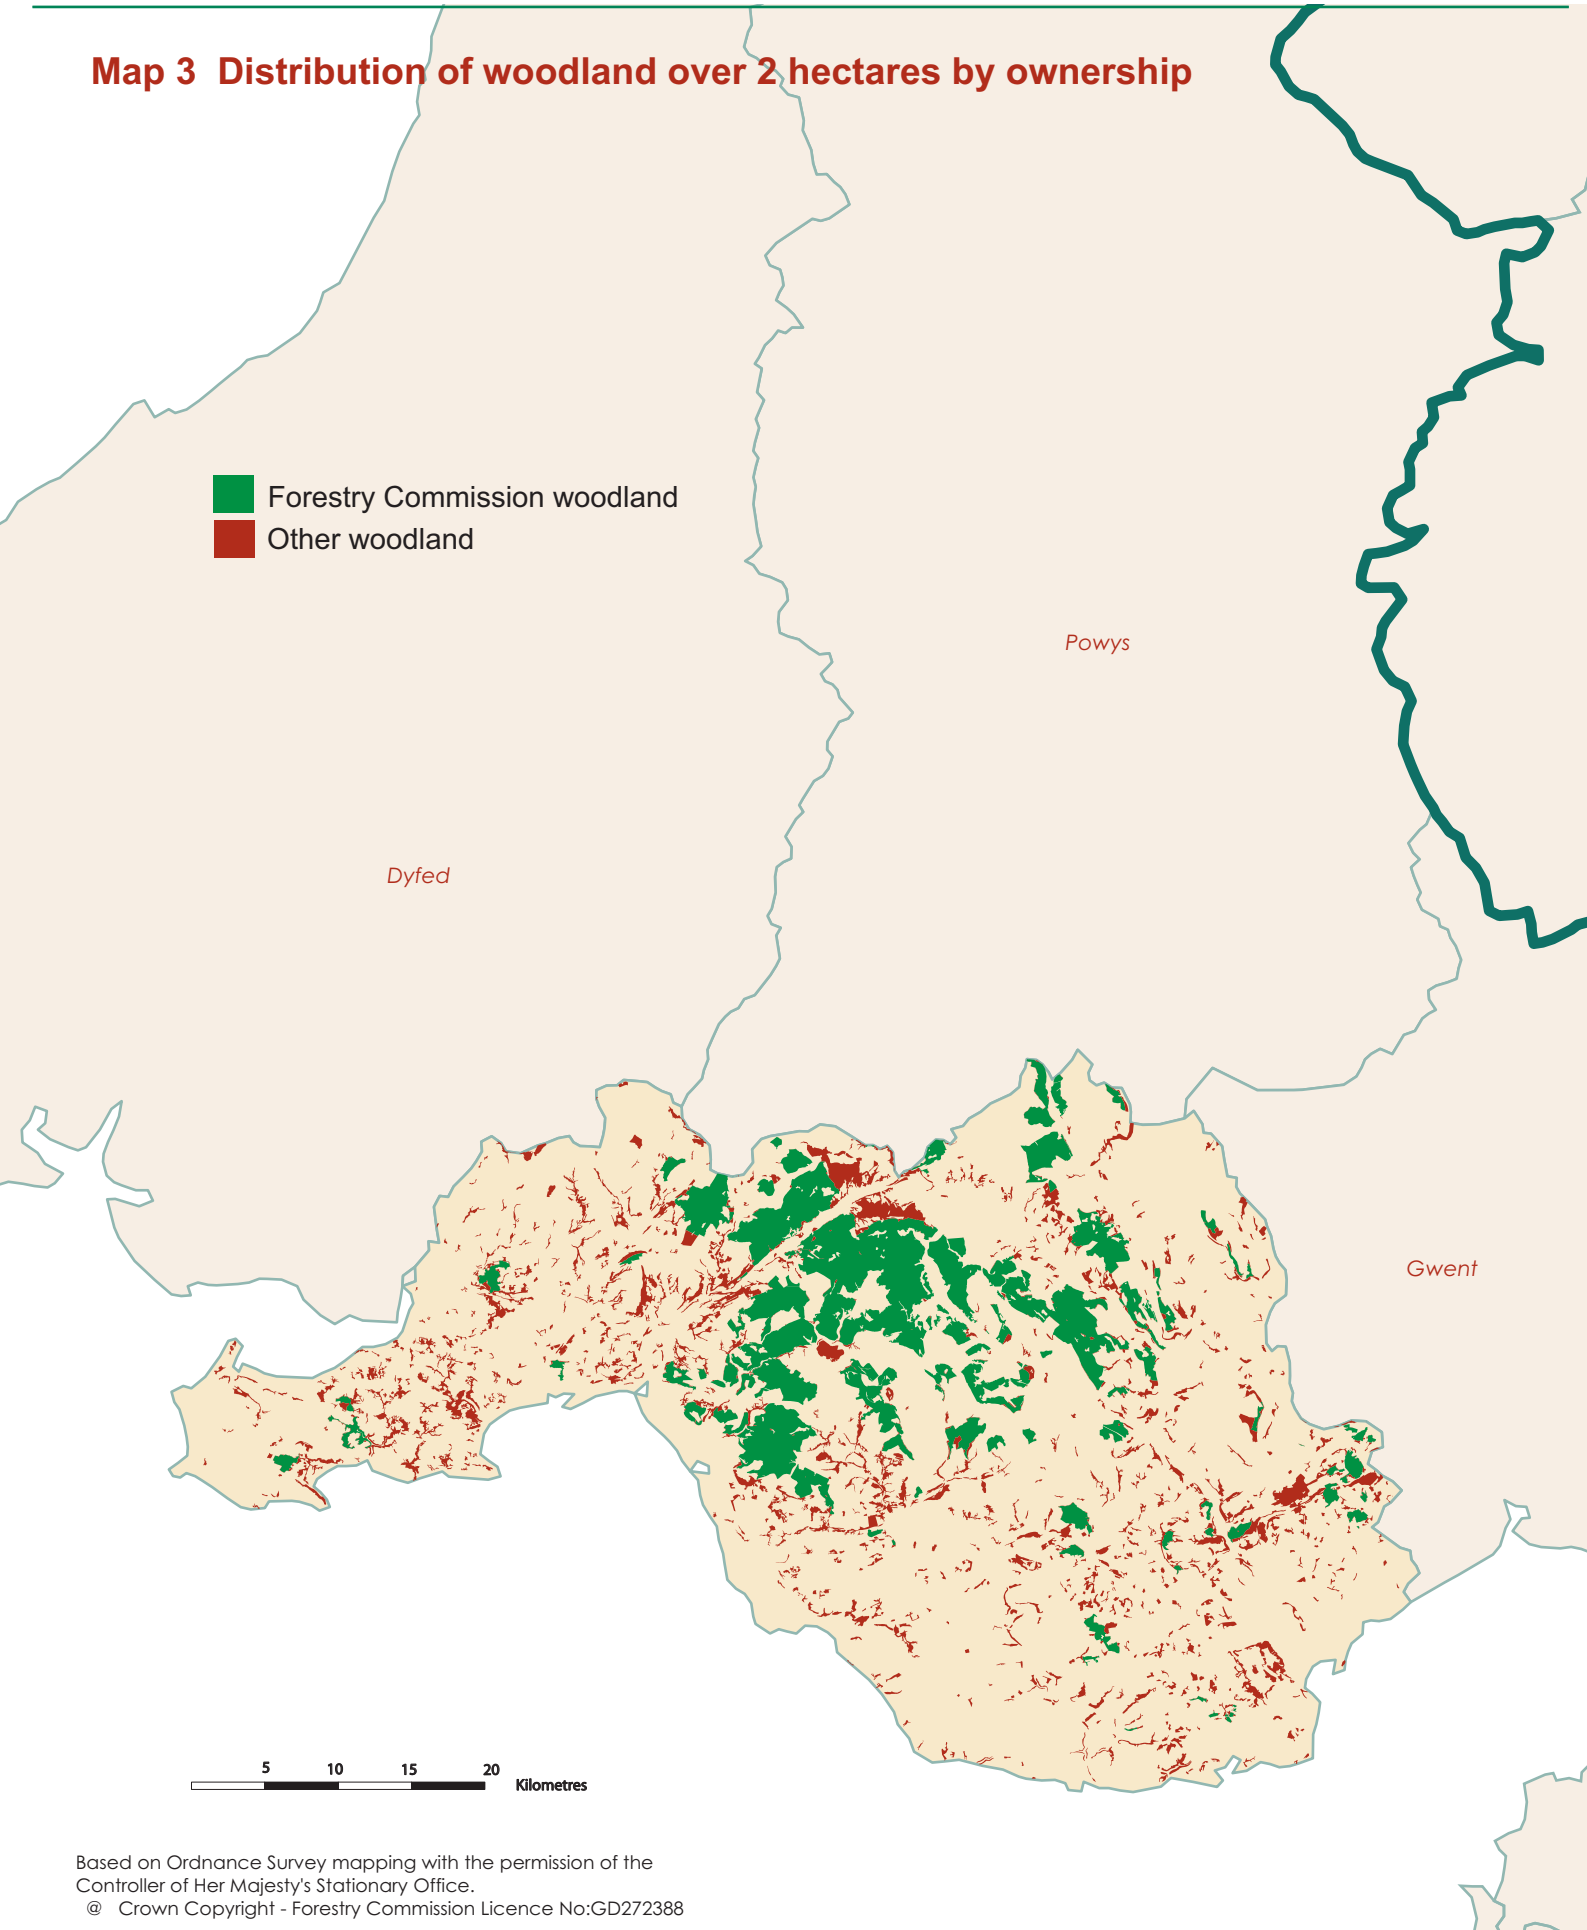 Map 3 Distribution of woodland over 2 hectares by ownership
Forestry Commission woodland
Other woodland
Powys
Dyfed
Gwent
5 10 15 20
Kilometres
Based on Ordnance Survey mapping with the permission of the
Controller of Her Majesty's Stationary Office.
@ Crown Copyright - Forestry Commission Licence No:GD272388